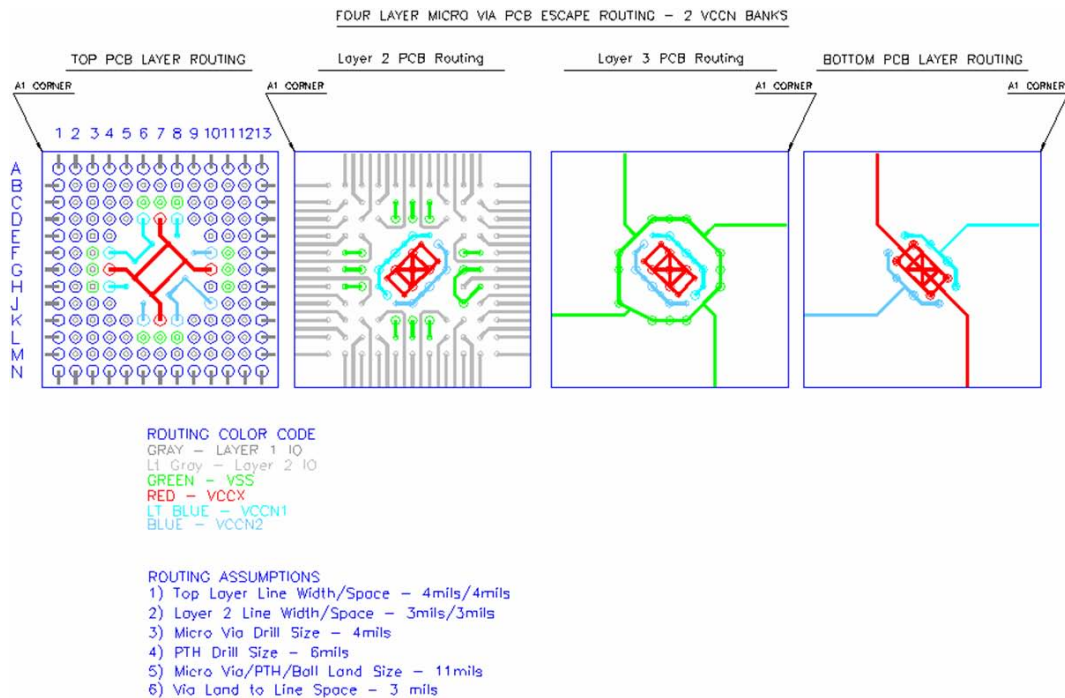 FOUR LAYER MICRO VIA PCB ESCAPE ROUTING - 2 VCCN BANKS
TOP PCB LAYER ROUTING
Layer 2 PCB Routing
Layer 3 PCB Routing
BOTTOM PCB LAYER ROUTING
A1 CORNER
A1 CORNER
A1 CORNER
A1 CORNER
1 2 3 4 5 6 7 8 9 10 11 12 13
A
B
C
D
E
F
G
H
J
K
L
M
N
ROUTING COLOR CODE
GRAY - LAYER 1 IO
Lt Gray - Layer 2 IO
GREEN - VSS
RED - VCCX
LT BLUE - VCCN1
BLUE - VCCN2
ROUTING ASSUMPTIONS
1) Top Layer Line Width/Space - 4mils/4mils
2) Layer 2 Line Width/Space - 3mils/3mils
3) Micro Via Drill Size - 4mils
4) PTH Drill Size - 6mils
5) Micro Via/PTH/Ball Land Size - 11mils
6) Via Land to Line Space - 3 mils